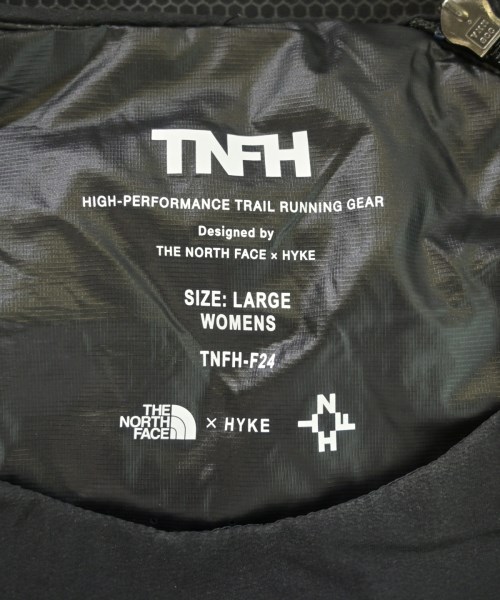 TNFH
HIGH-PERFORMANCE TRAIL RUNNING GEAR
Designed by
THE NORTH FACE × HYKE
SIZE: LARGE
WOMENS
TNFH-F24
THE
NORTH
FACE
× HYKE
N
F
H